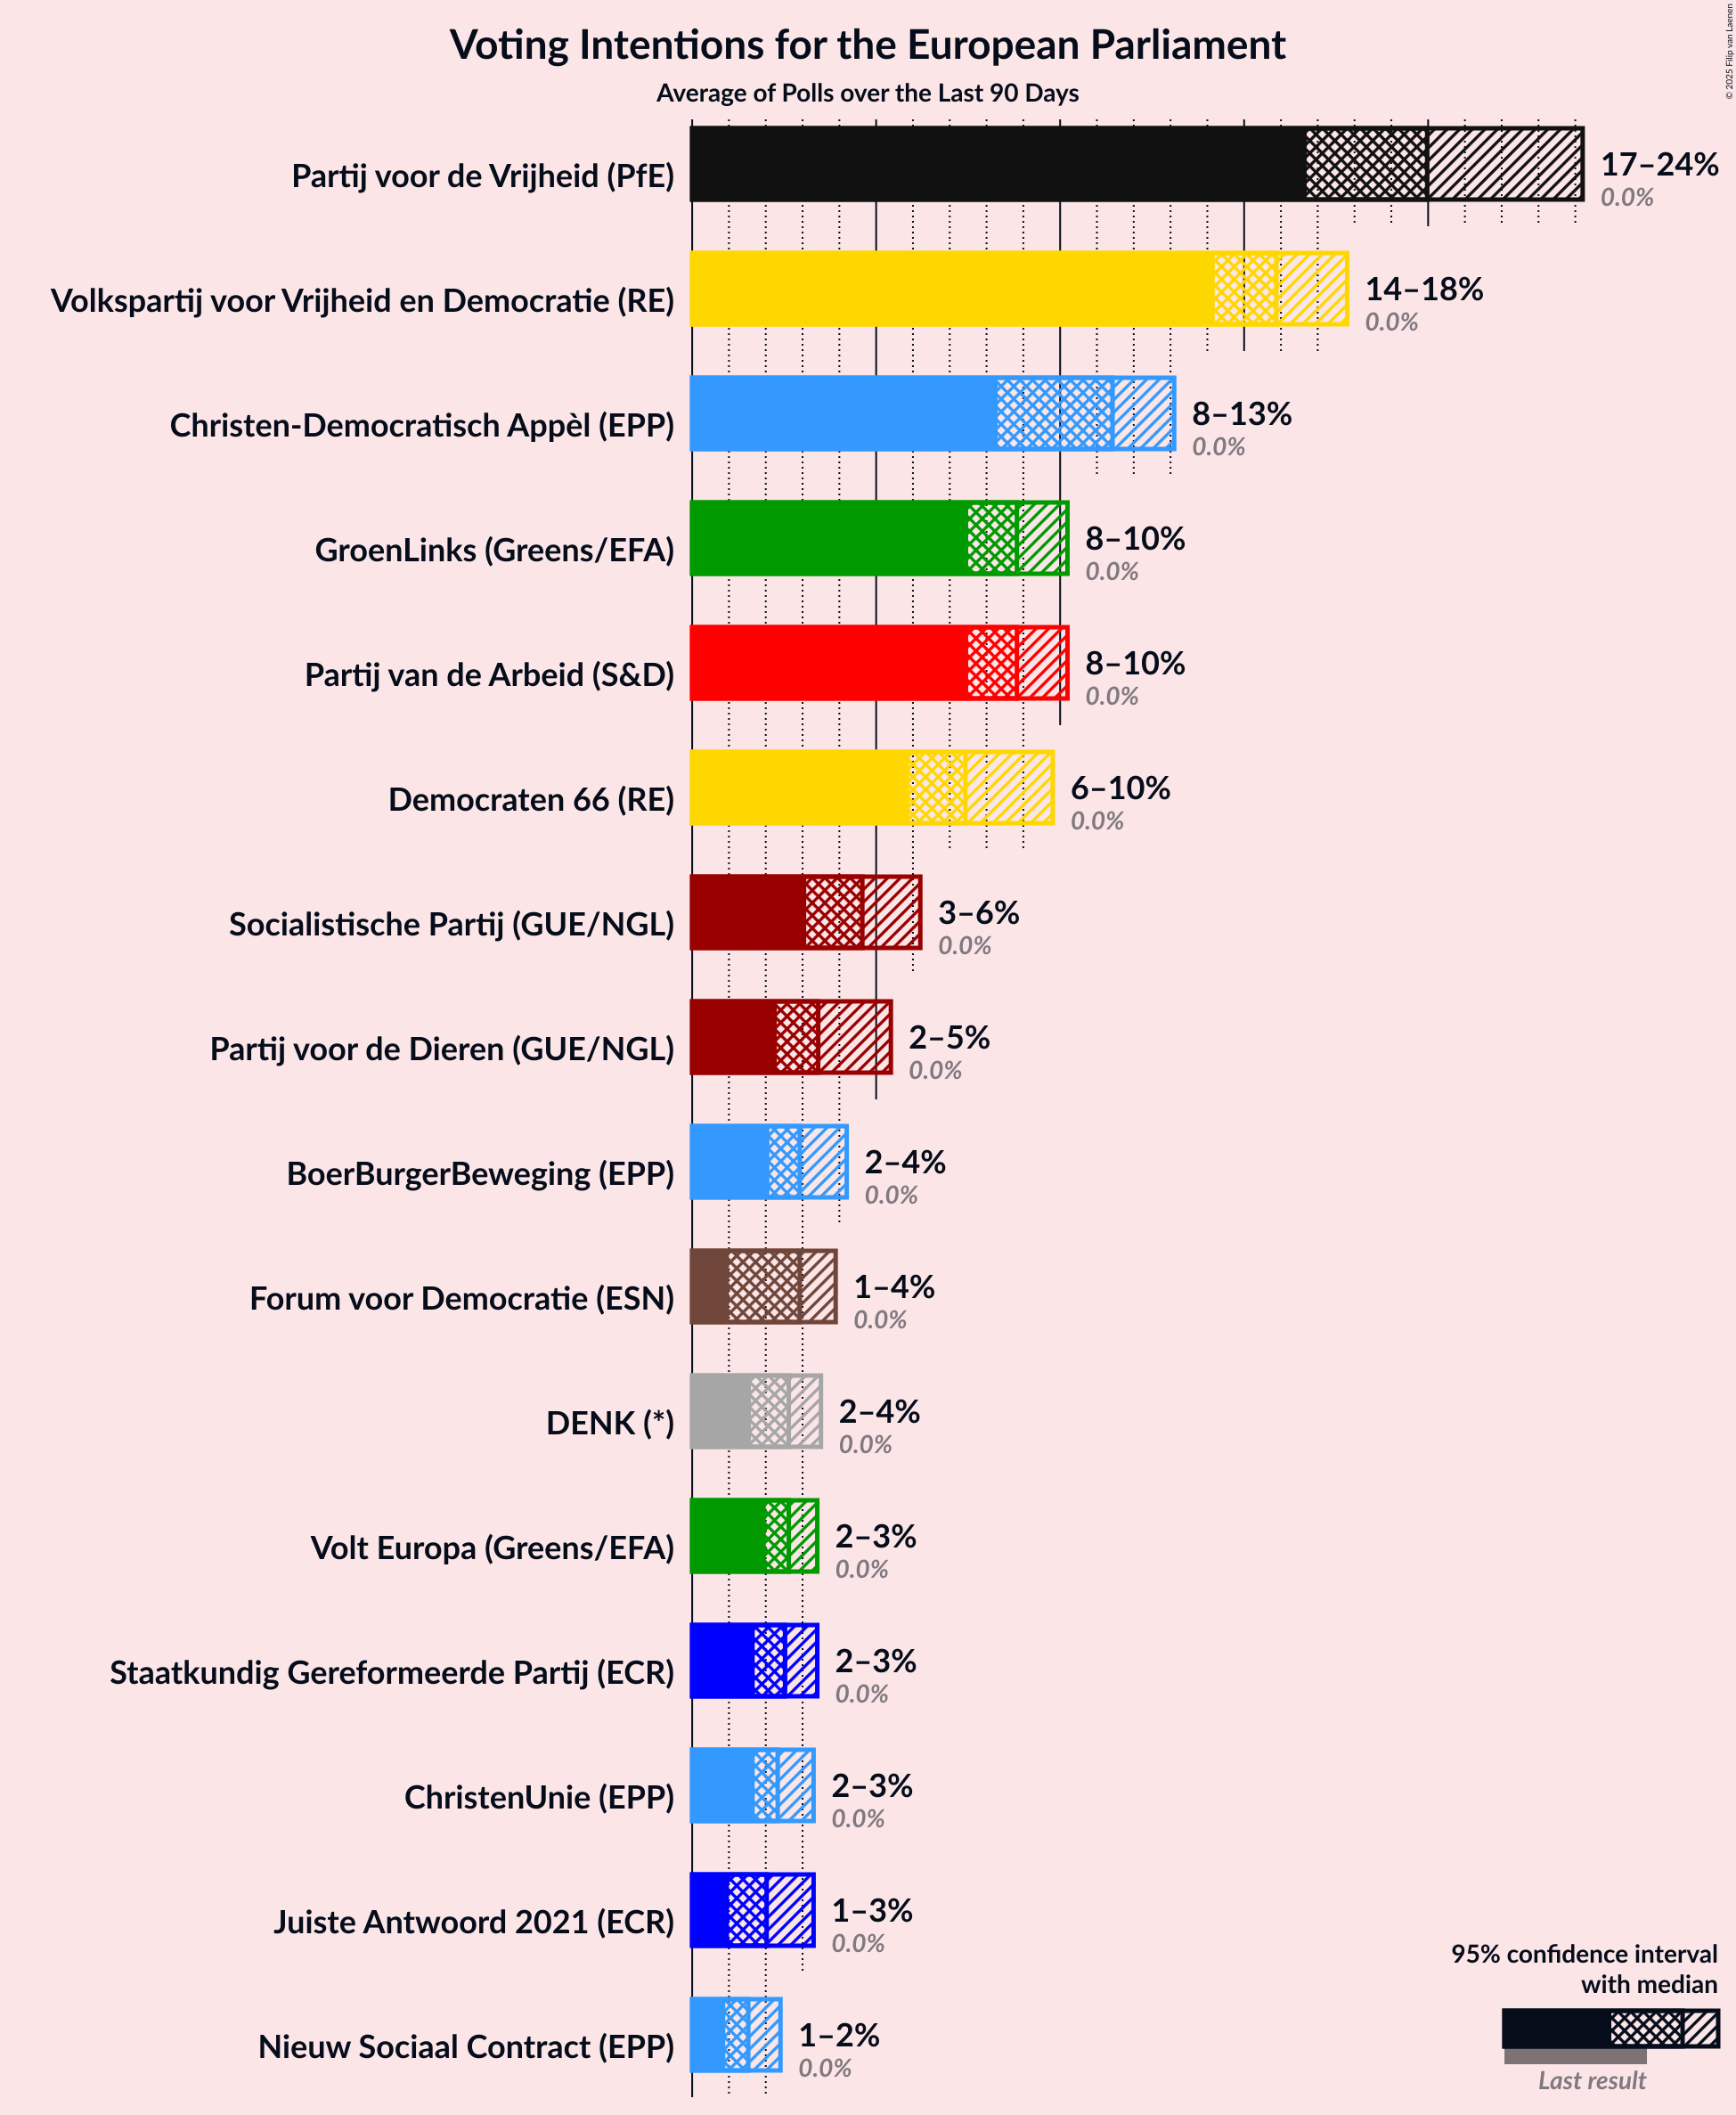 Voting Intentions for the European Parliament
Average of Polls over the Last 90 Days
© 2025 Filip van Laenen
Partij voor de Vrijheid (PfE)
17–24%
0.0%
Volkspartij voor Vrijheid en Democratie (RE)
14–18%
0.0%
Christen-Democratisch Appèl (EPP)
8–13%
0.0%
GroenLinks (Greens/EFA)
8–10%
0.0%
Partij van de Arbeid (S&D)
8–10%
0.0%
Democraten 66 (RE)
6–10%
0.0%
Socialistische Partij (GUE/NGL)
3–6%
0.0%
Partij voor de Dieren (GUE/NGL)
2–5%
0.0%
BoerBurgerBeweging (EPP)
2–4%
0.0%
Forum voor Democratie (ESN)
1–4%
0.0%
DENK (*)
2–4%
0.0%
Volt Europa (Greens/EFA)
2–3%
0.0%
Staatkundig Gereformeerde Partij (ECR)
2–3%
0.0%
ChristenUnie (EPP)
2–3%
0.0%
Juiste Antwoord 2021 (ECR)
1–3%
0.0%
Nieuw Sociaal Contract (EPP)
1–2%
0.0%
95% confidence interval
with median
Last result